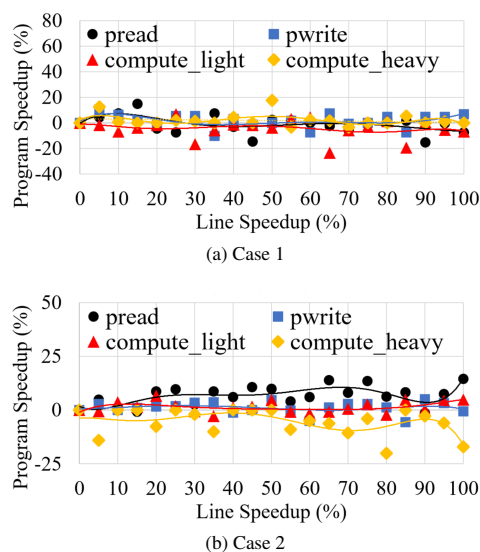 80
60
40
20
0
-20
-40
Program Speedup (%)
pread
pwrite
compute_light
compute_heavy
0 10 20 30 40 50 60 70 80 90 100
Line Speedup (%)
(a) Case 1
50
25
0
-25
Program Speedup (%)
pread
pwrite
compute_light
compute_heavy
0 10 20 30 40 50 60 70 80 90 100
Line Speedup (%)
(b) Case 2